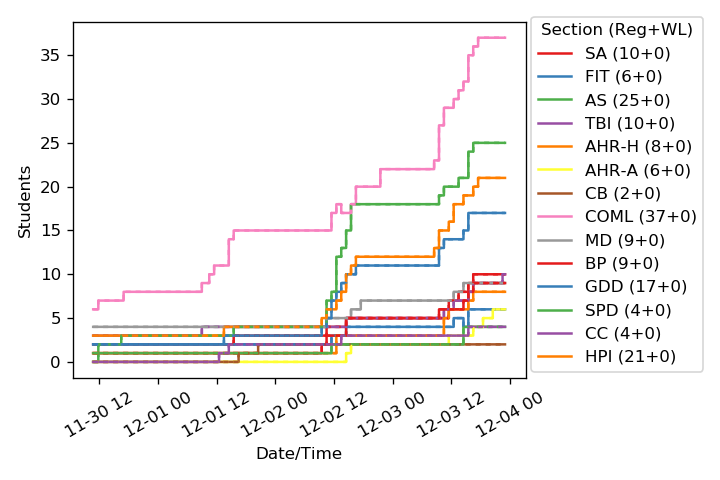 Section (Reg+WL)
SA (10+0)
FIT (6+0)
AS (25+0)
TBI (10+0)
AHR-H (8+0)
AHR-A (6+0)
CB (2+0)
COML (37+0)
MD (9+0)
BP (9+0)
GDD (17+0)
SPD (4+0)
CC (4+0)
HPI (21+0)
Students
35
30
25
20
15
10
5
0
11-30 12
12-01 00
12-01 12
12-02 00
12-02 12
12-03 00
12-03 12
12-04 00
Date/Time